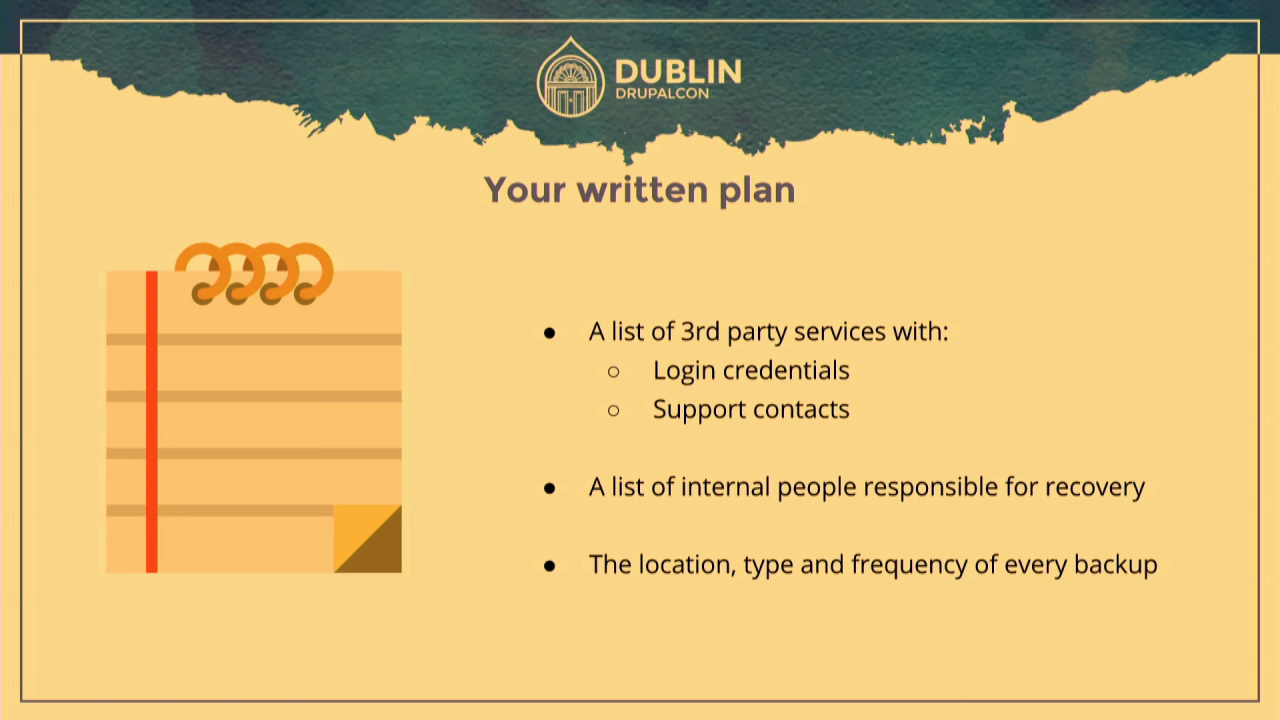 DUBLIN
DRUPALCON
Your written plan
● A list of 3rd party services with:
○ Login credentials
○ Support contacts
● A list of internal people responsible for recovery
● The location, type and frequency of every backup